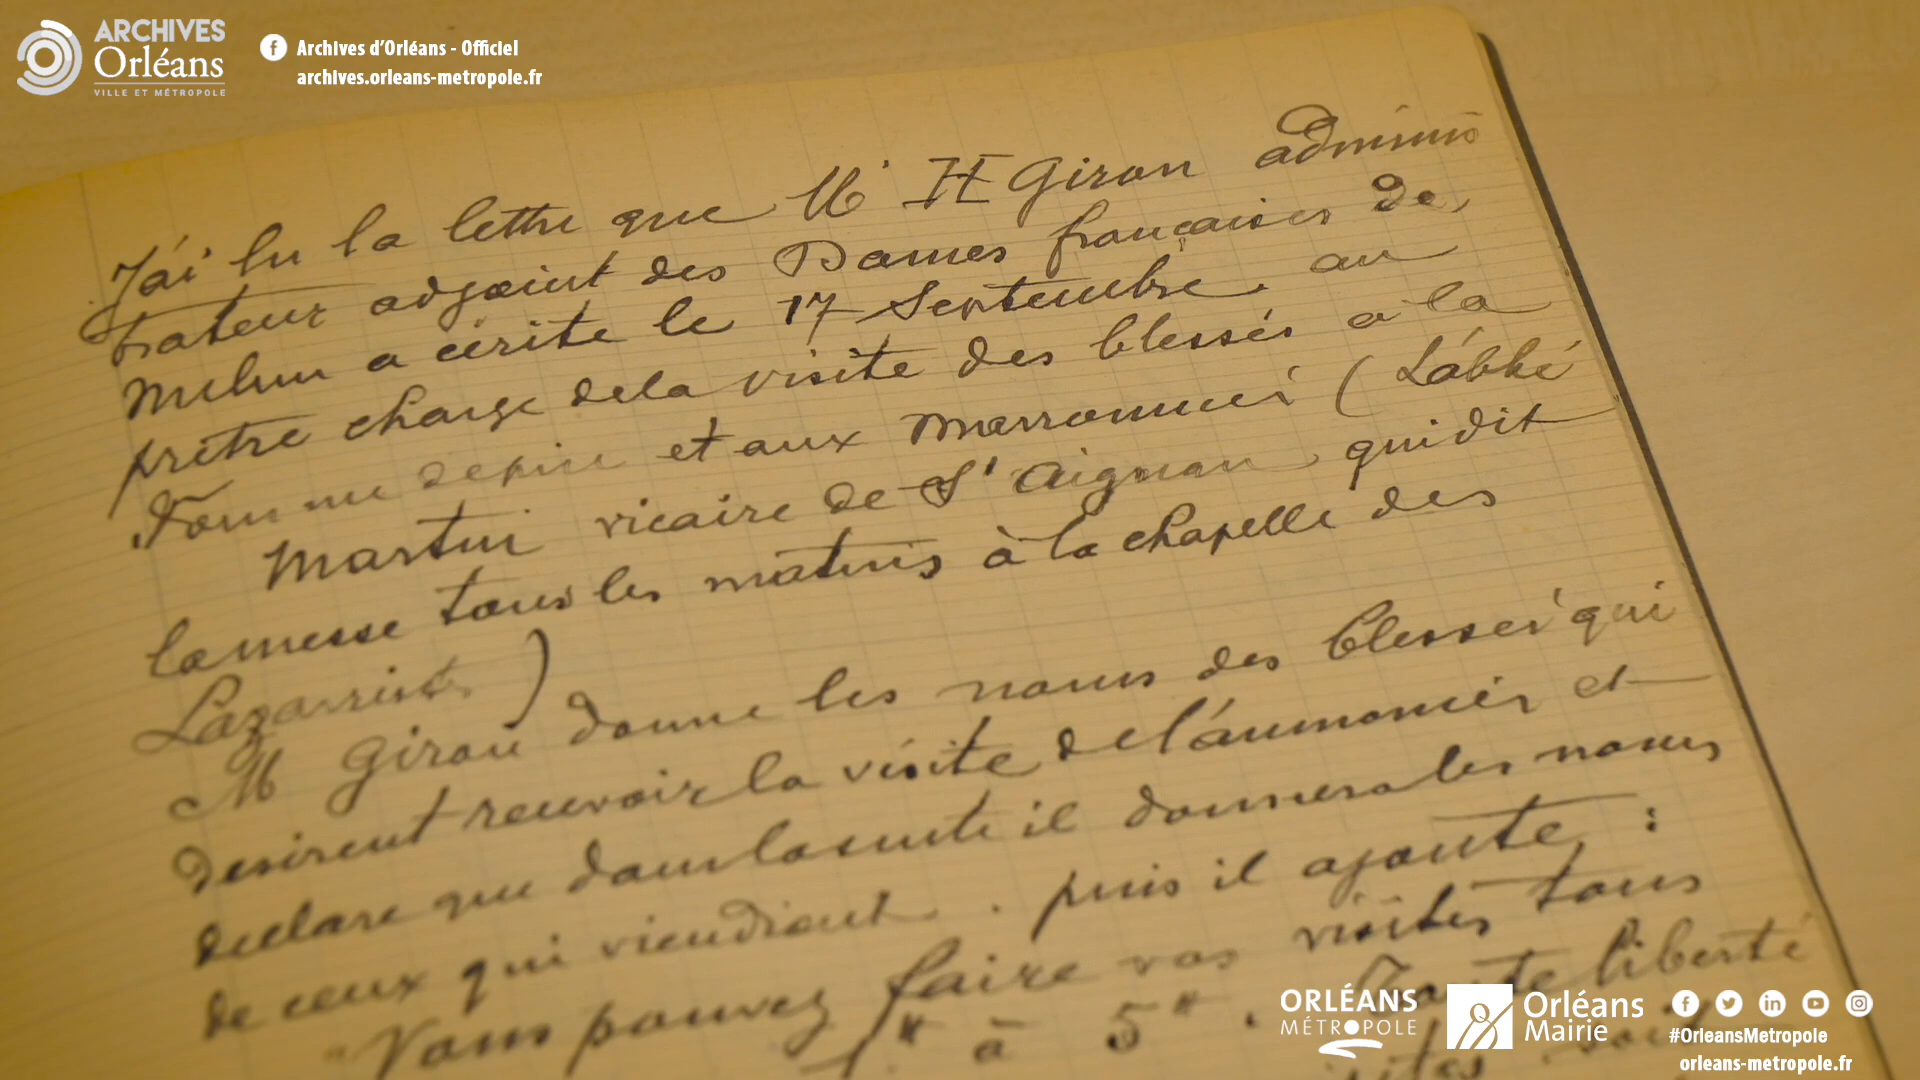 ARCHIVES
Orléans
VILLE ET MÉTROPOLE
Archives d'Orléans - Officiel
archives.orleans-metropole.fr
J'ai lu la lettre que Mr H Giron adminis
trateur adjoint des Dames françaises de
Melun a écrite le 17 Septembre au
prêtre chargé de la visite des blessés à la
et aux Marronniers (L'abbé
Martin vicaire de St Aignan qui dit
la messe tous les matins à la chapelle des
Lazaristes)
M Giron donne les noms des blessés qui
desirent recevoir la visite de l'aumonier et
declare que dans la suite il donnera les noms
de ceux qui viendront. puis il ajoute :
"Vous pouvez faire vos visites tous
à 5h. Toute liberté
ORLÉANS
MÉTROPOLE
Orléans
Mairie
#OrleansMetropole
orleans-metropole.fr